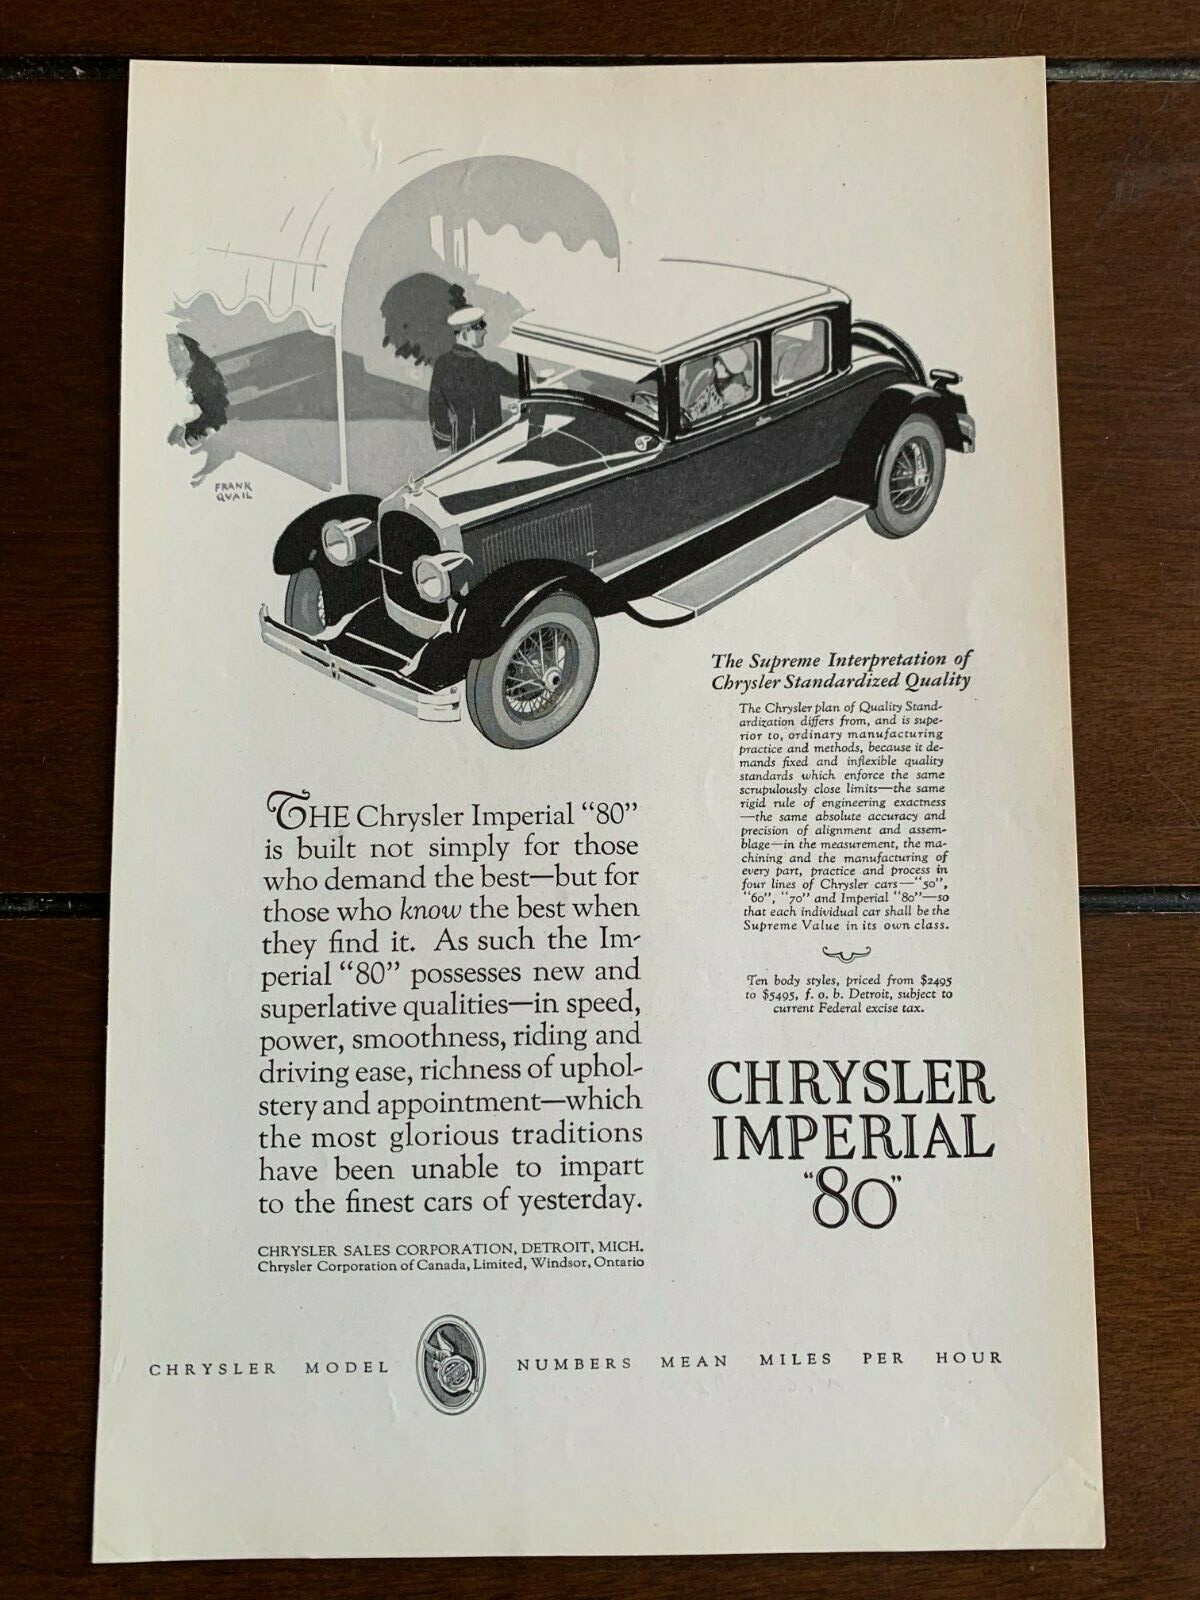 FRANK
QUAIL
The Supreme Interpretation of
Chrysler Standardized Quality
The Chrysler plan of Quality Stand-
ardization differs from, and is supe-
rior to, ordinary manufacturing
practice and methods, because it de-
mands fixed and inflexible quality
standards which enforce the same
scrupulously close limits—the same
rigid rule of engineering exactness
—the same absolute accuracy and
precision of alignment and assem-
blage—in the measurement, the ma-
chining and the manufacturing of
every part, practice and process in
four lines of Chrysler cars—"50",
"60", "70" and Imperial "80"—so
that each individual car shall be the
Supreme Value in its own class.
Ten body styles, priced from $2495
to $5495, f. o. b. Detroit, subject to
current Federal excise tax.
THE Chrysler Imperial "80"
is built not simply for those
who demand the best—but for
those who know the best when
they find it. As such the Im-
perial "80" possesses new and
superlative qualities—in speed,
power, smoothness, riding and
driving ease, richness of uphol-
stery and appointment—which
the most glorious traditions
have been unable to impart
to the finest cars of yesterday.
CHRYSLER SALES CORPORATION, DETROIT, MICH.
Chrysler Corporation of Canada, Limited, Windsor, Ontario
CHRYSLER
IMPERIAL
"80"
CHRYSLER MODEL NUMBERS MEAN MILES PER HOUR